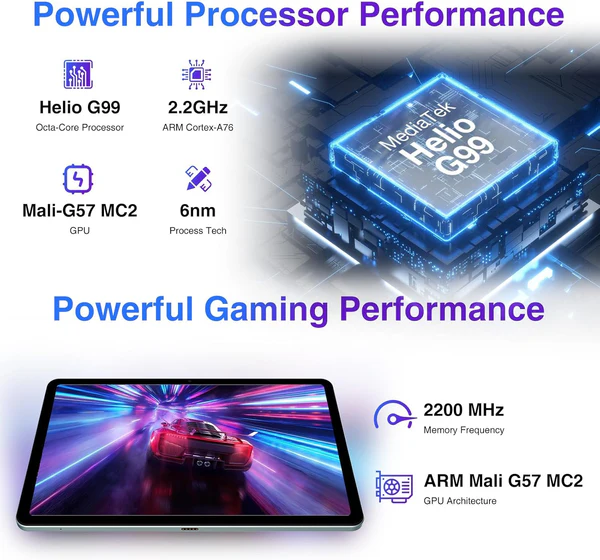 Powerful Processor Performance
Helio G99
Octa-Core Processor
2.2GHz
ARM Cortex-A76
Mali-G57 MC2
GPU
6nm
Process Tech
MediaTek
Helio
G99
Powerful Gaming Performance
2200 MHz
Memory Frequency
ARM Mali G57 MC2
GPU Architecture